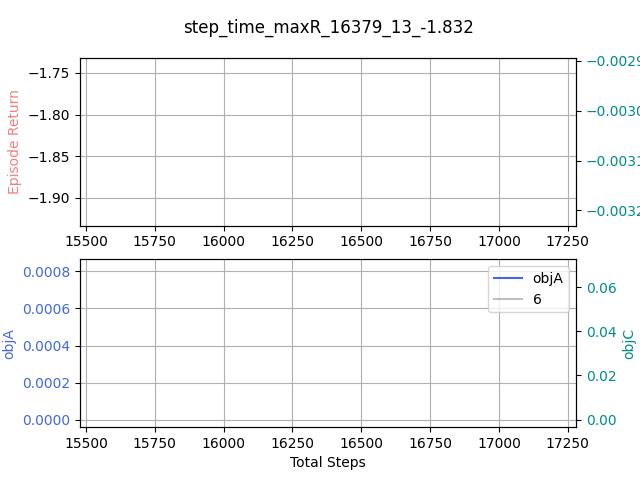 step_time_maxR_16379_13_-1.832
−1.75
−1.80
−1.85
−1.90
Episode Return
−0.0029
−0.0030
−0.0031
−0.0032
15500 15750 16000 16250 16500 16750 17000 17250
0.0008
0.0006
0.0004
0.0002
0.0000
objA
objA
6
0.06
0.04
0.02
0.00
objC
15500 15750 16000 16250 16500 16750 17000 17250
Total Steps